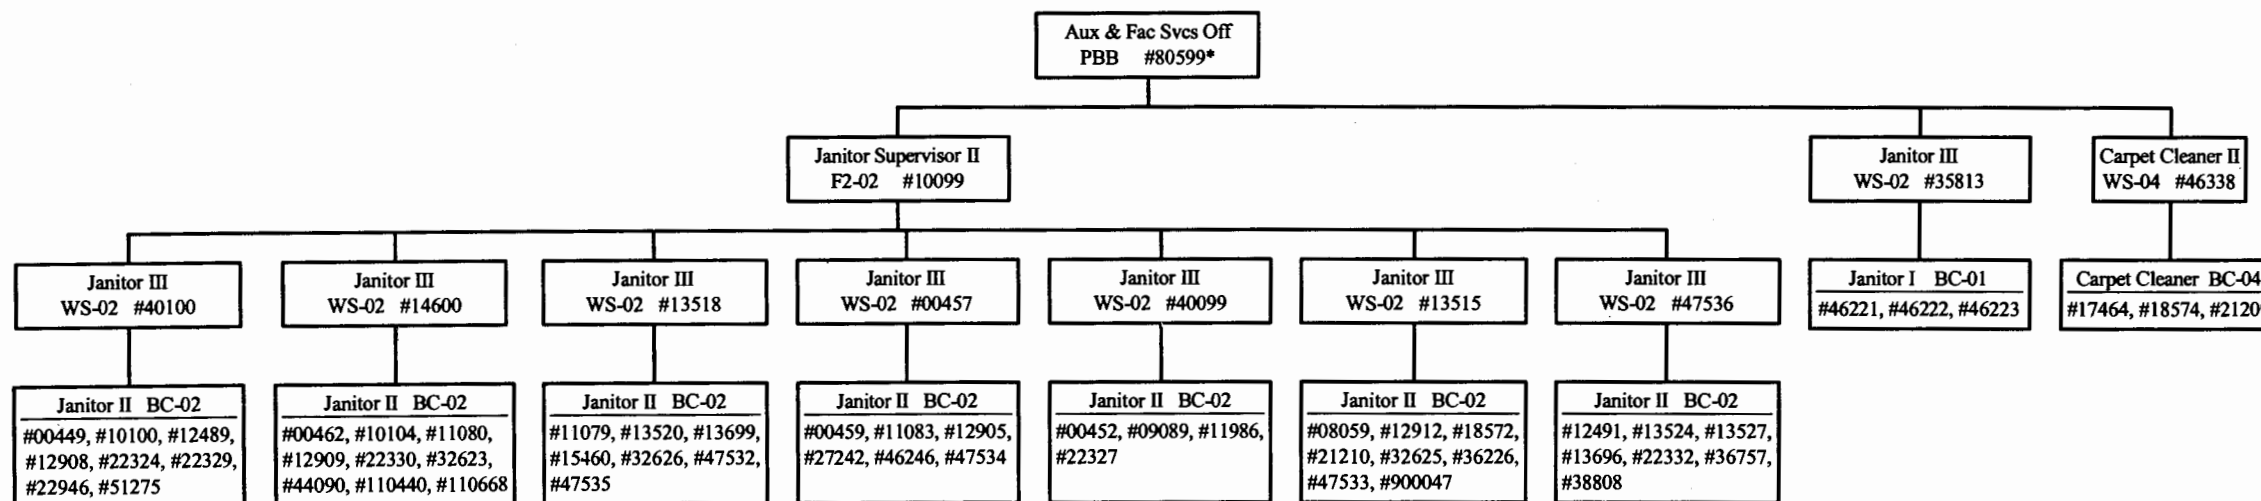 Aux & Fac Svcs Off
PBB #80599*
Janitor Supervisor II
F2-02 #10099
Janitor III
WS-02 #35813
Carpet Cleaner II
WS-04 #46338
Janitor III
WS-02 #40100
Janitor III
WS-02 #14600
Janitor III
WS-02 #13518
Janitor III
WS-02 #00457
Janitor III
WS-02 #40099
Janitor III
WS-02 #13515
Janitor III
WS-02 #47536
Janitor I BC-01
#46221, #46222, #46223
Carpet Cleaner BC-04
#17464, #18574, #2120
Janitor II BC-02
#00449, #10100, #12489,
#12908, #22324, #22329,
#22946, #51275
Janitor II BC-02
#00462, #10104, #11080,
#12909, #22330, #32623,
#44090, #110440, #110668
Janitor II BC-02
#11079, #13520, #13699,
#15460, #32626, #47532,
#47535
Janitor II BC-02
#00459, #11083, #12905,
#27242, #46246, #47534
Janitor II BC-02
#00452, #09089, #11986,
#22327
Janitor II BC-02
#08059, #12912, #18572,
#21210, #32625, #36226,
#47533, #900047
Janitor II BC-02
#12491, #13524, #13527,
#13696, #22332, #36757,
#38808